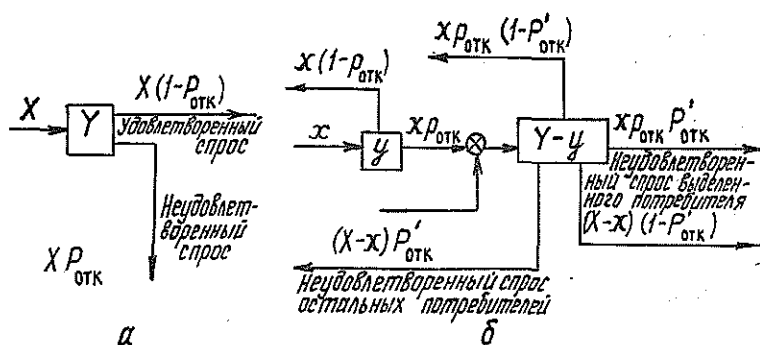 X
Y
X(1-Pотк)
Удовлетворенный
спрос
Неудовлет-
воренный
спрос
X Pотк
а
xpотк (1-P'отк)
x(1-pотк)
x
y
xpотк
Y-y
xpотк P'отк
Неудовлетворен-
ный спрос выделен-
ного потребителя
(X-x)(1-P'отк)
(X-x)P'отк
Неудовлетворенный спрос
остальных потребителей
б